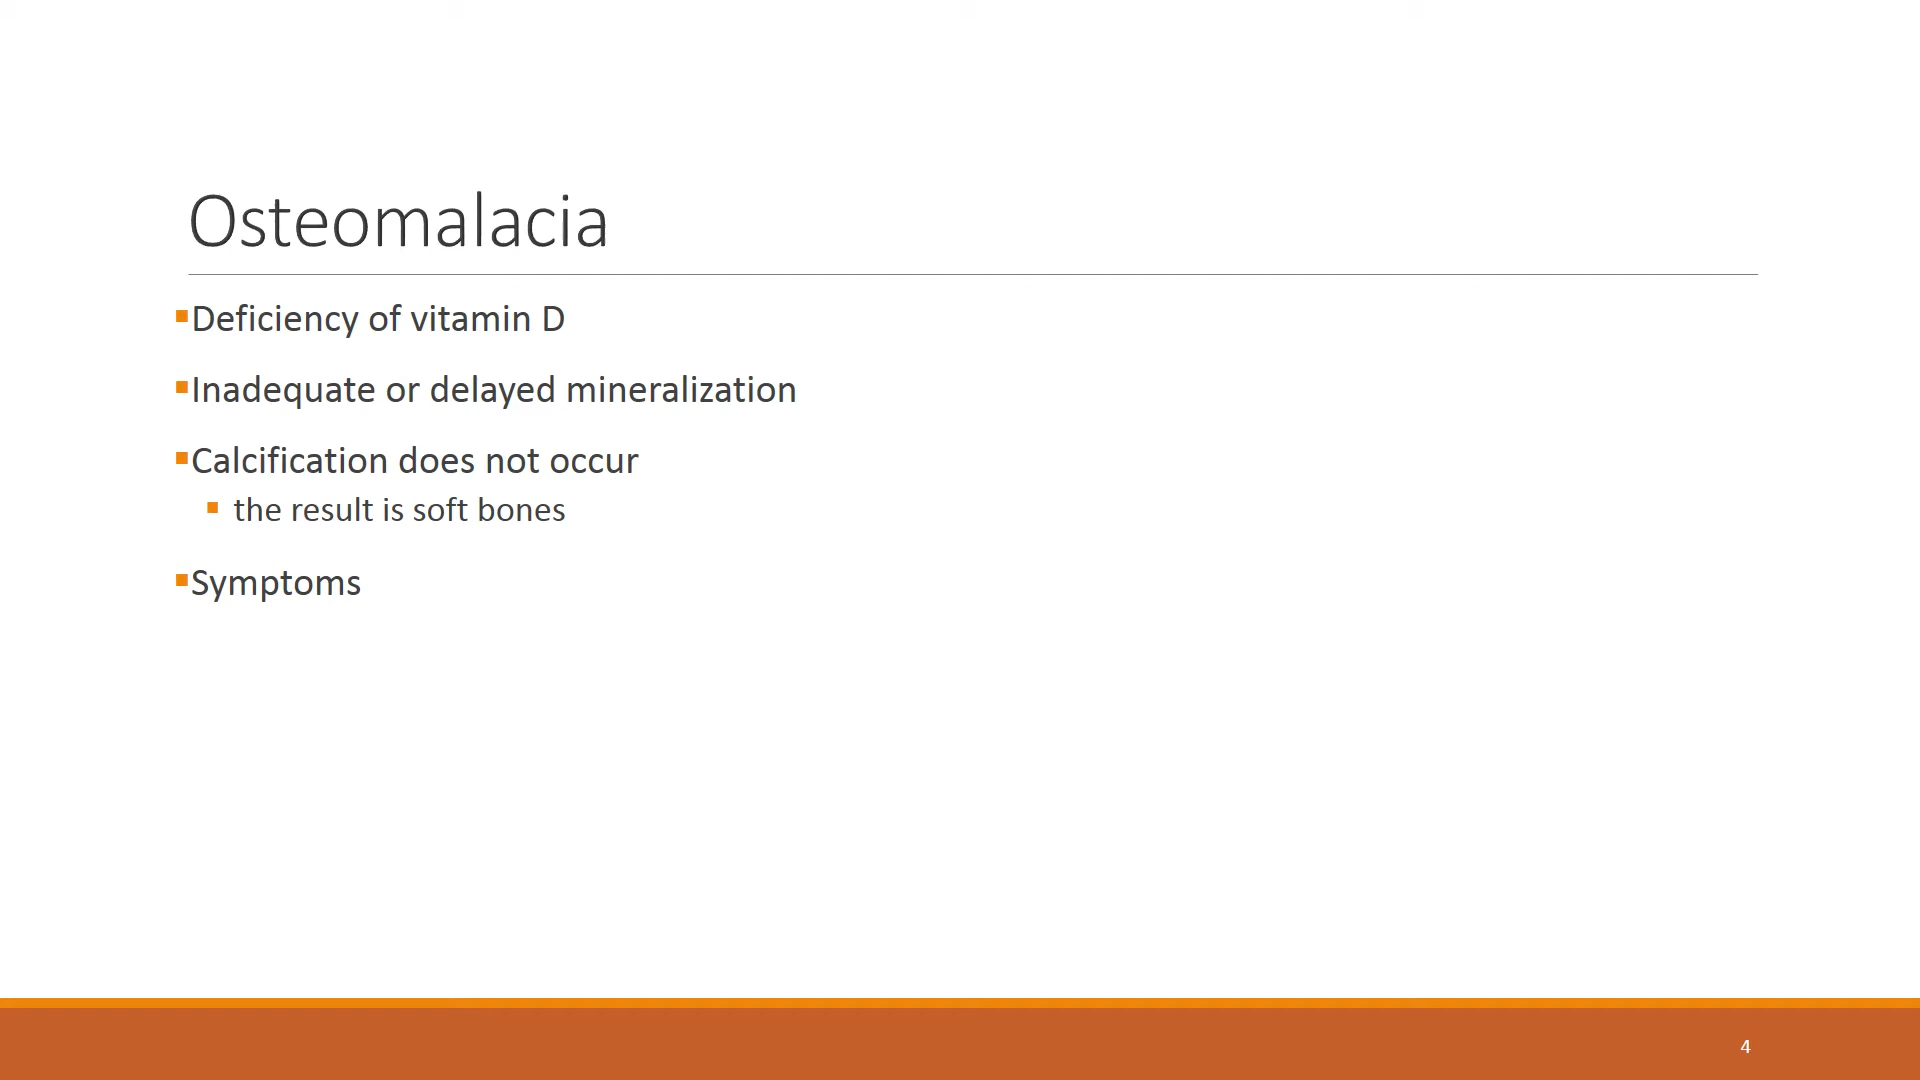 Osteomalacia
▪Deficiency of vitamin D
▪Inadequate or delayed mineralization
▪Calcification does not occur
▪ the result is soft bones
▪Symptoms
4